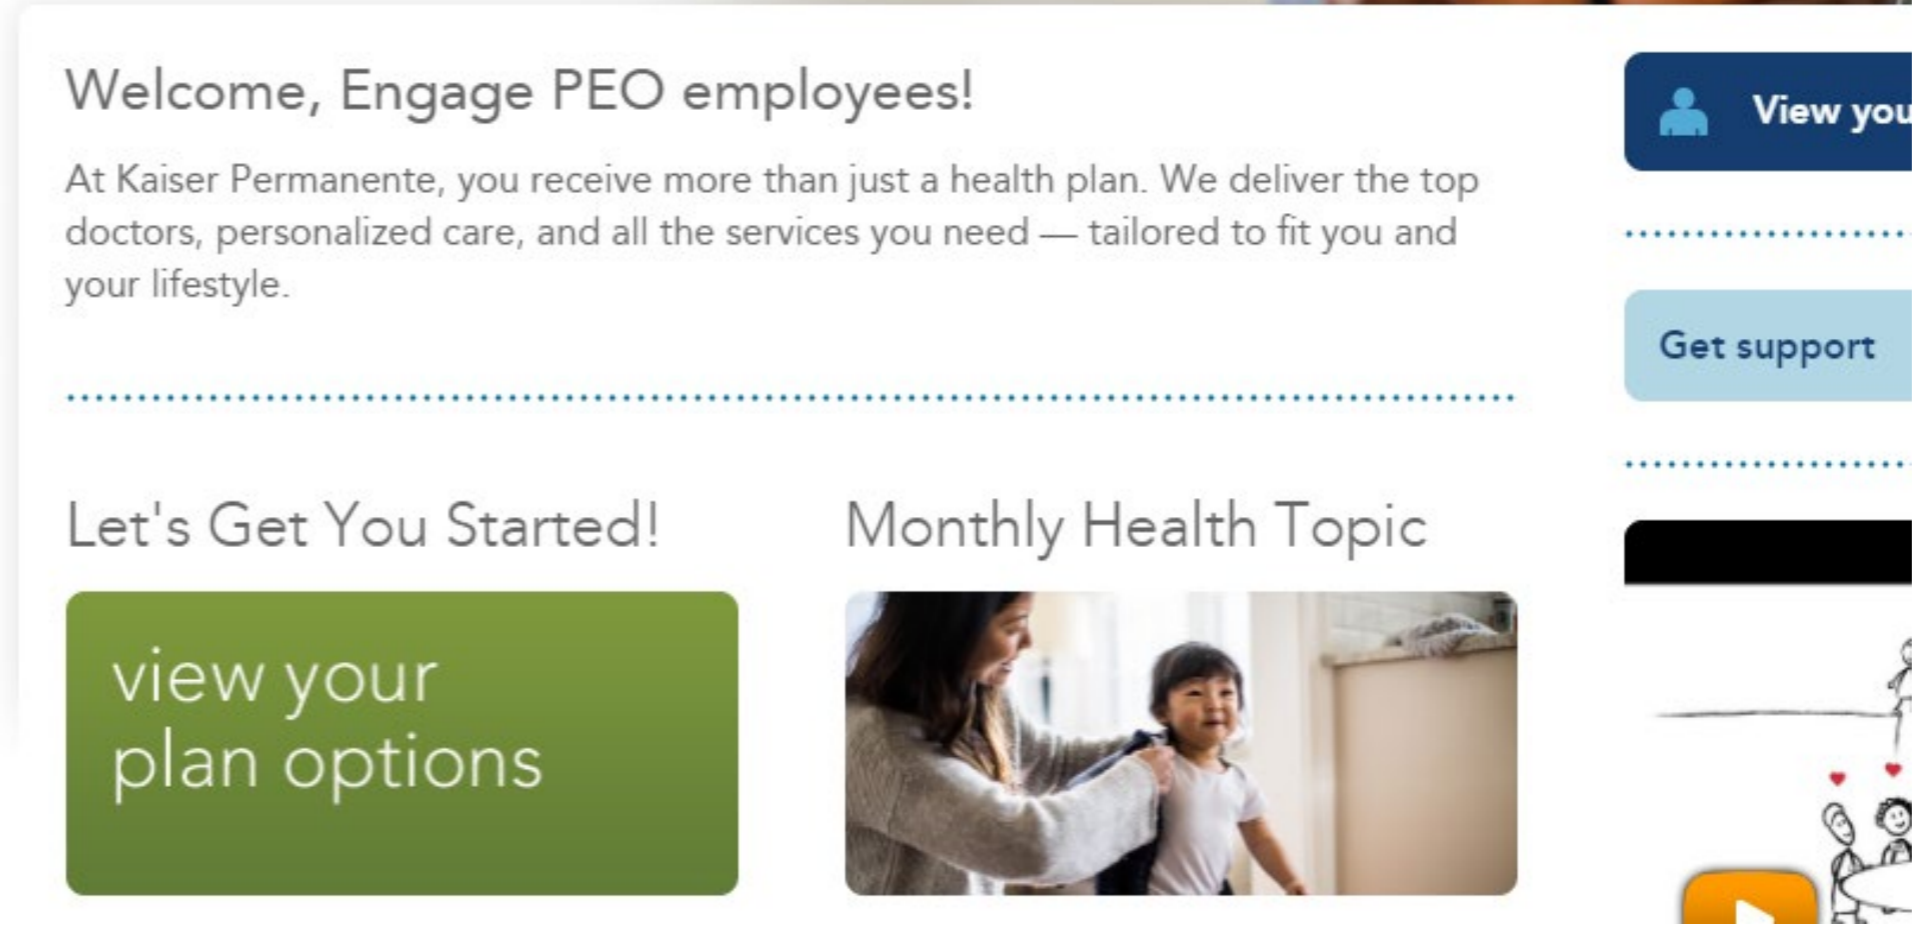 Welcome, Engage PEO employees!
At Kaiser Permanente, you receive more than just a health plan. We deliver the top
doctors, personalized care, and all the services you need — tailored to fit you and
your lifestyle.
Let's Get You Started!
view your
plan options
Monthly Health Topic
View you
Get support